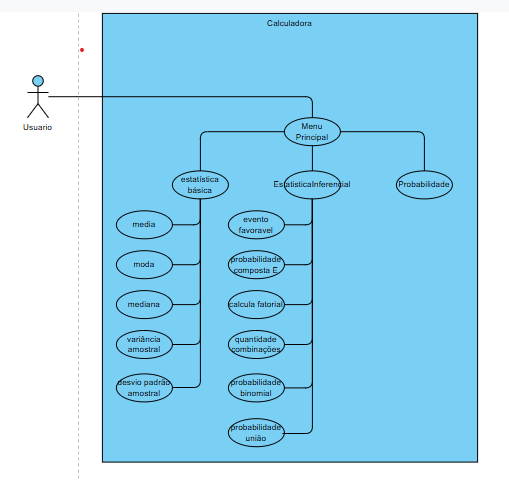 Calculadora
Usuario
Menu
Principal
estatística
básica
EstatisticaInferencial
Probabilidade
media
moda
mediana
variância
amostral
desvio padrão
amostral
evento
favoravel
probabilidade
composta E
calcula fatorial
quantidade
combinações
probabilidade
binomial
probabilidade
união